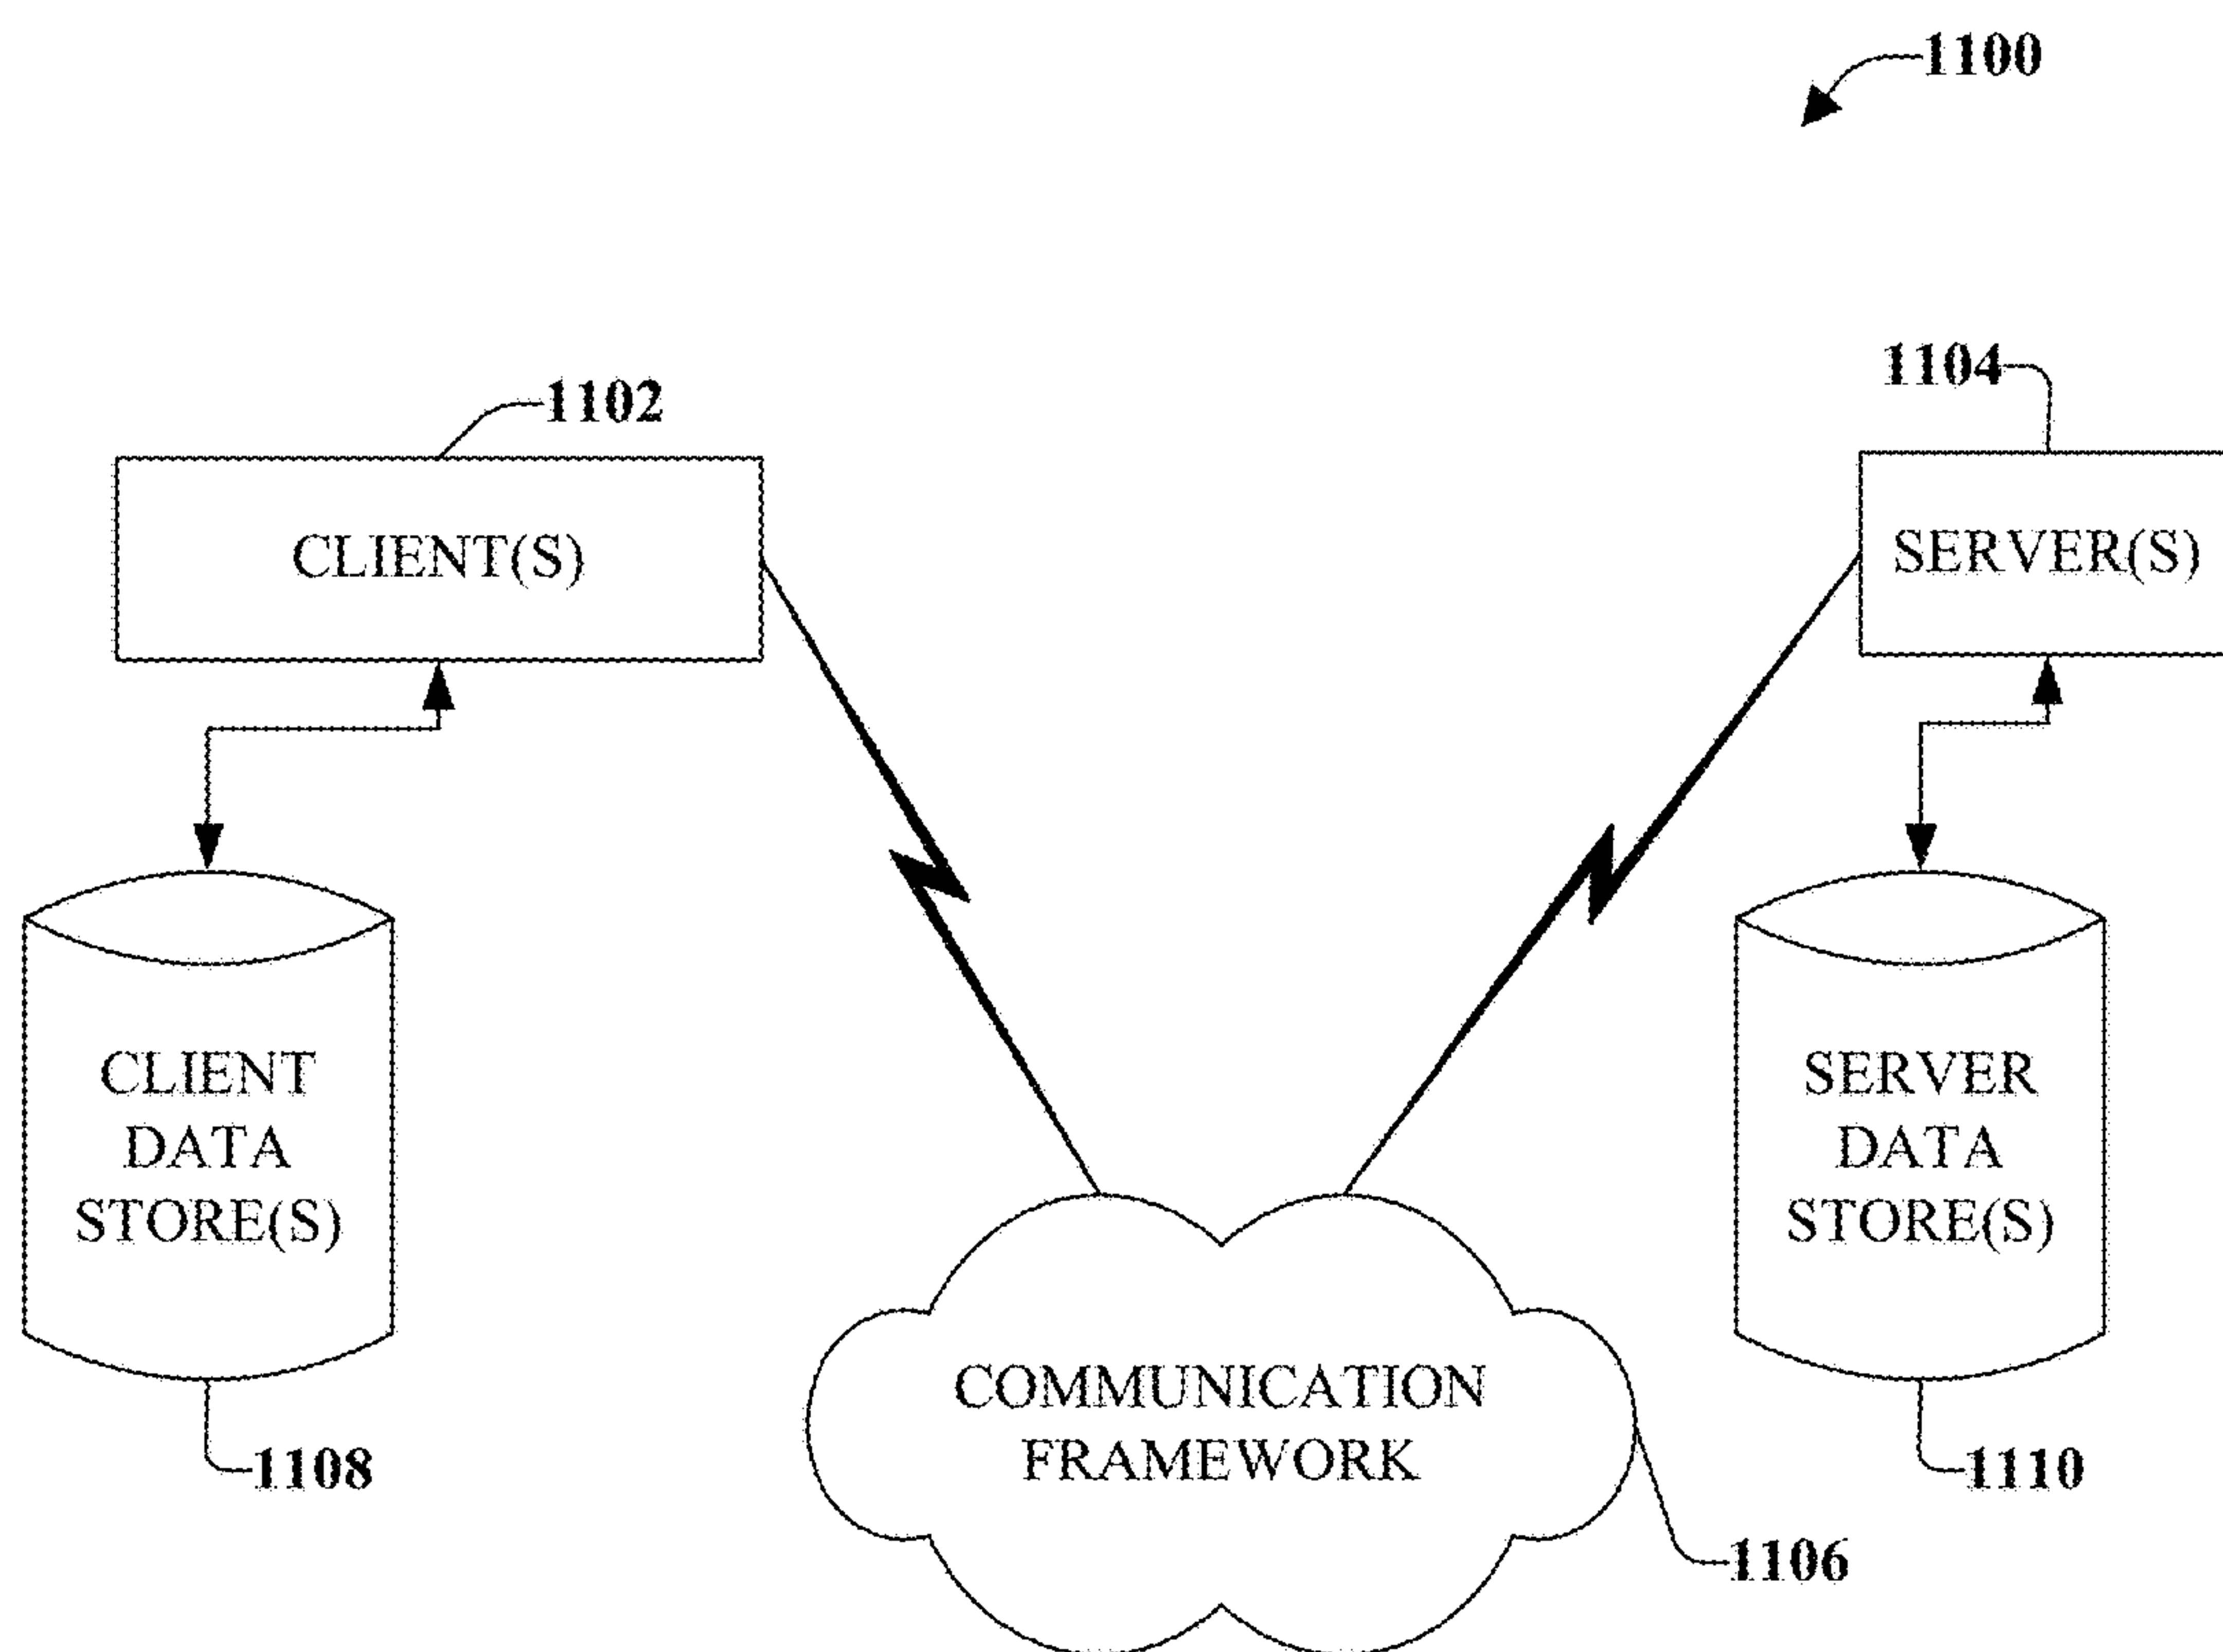 1100
1102
1104
CLIENT(S)
SERVER(S)
CLIENT
DATA
STORE(S)
SERVER
DATA
STORE(S)
COMMUNICATION
FRAMEWORK
1108
1110
1106